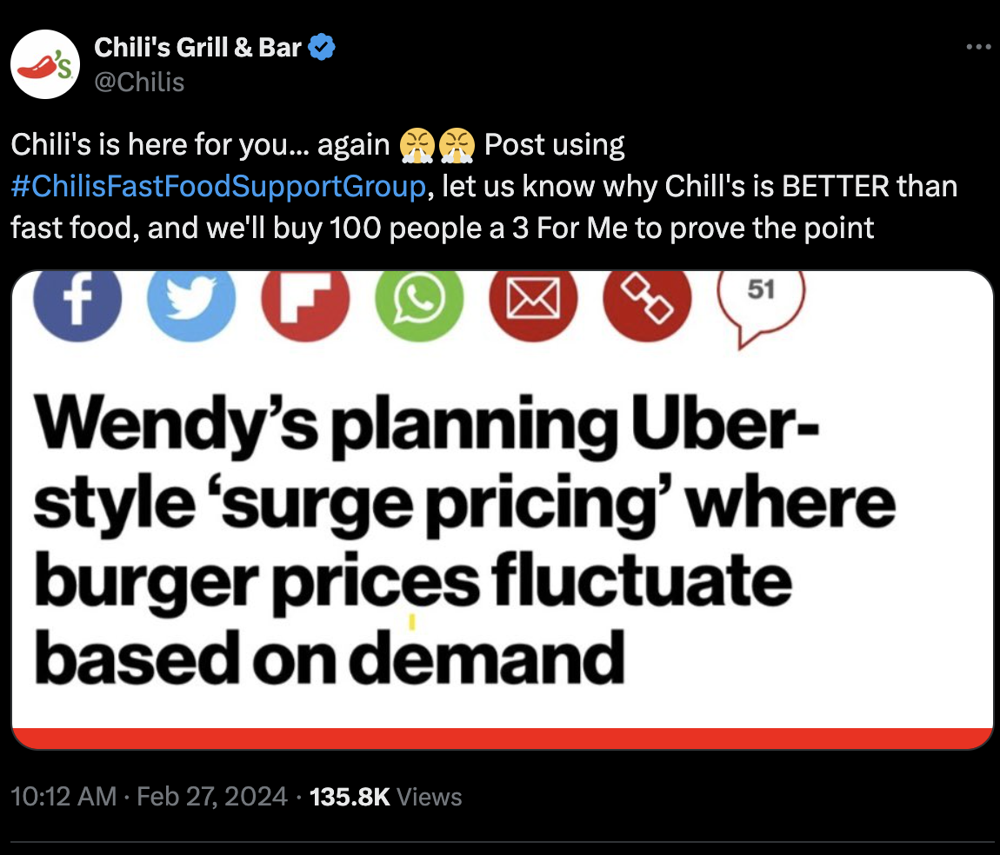 Chili's Grill & Bar
@Chilis
Chili's is here for you... again 😤😤 Post using
#ChilisFastFoodSupportGroup, let us know why Chill's is BETTER than
fast food, and we'll buy 100 people a 3 For Me to prove the point
51
Wendy’s planning Uber-
style ‘surge pricing’ where
burger prices fluctuate
based on demand
10:12 AM · Feb 27, 2024 · 135.8K Views